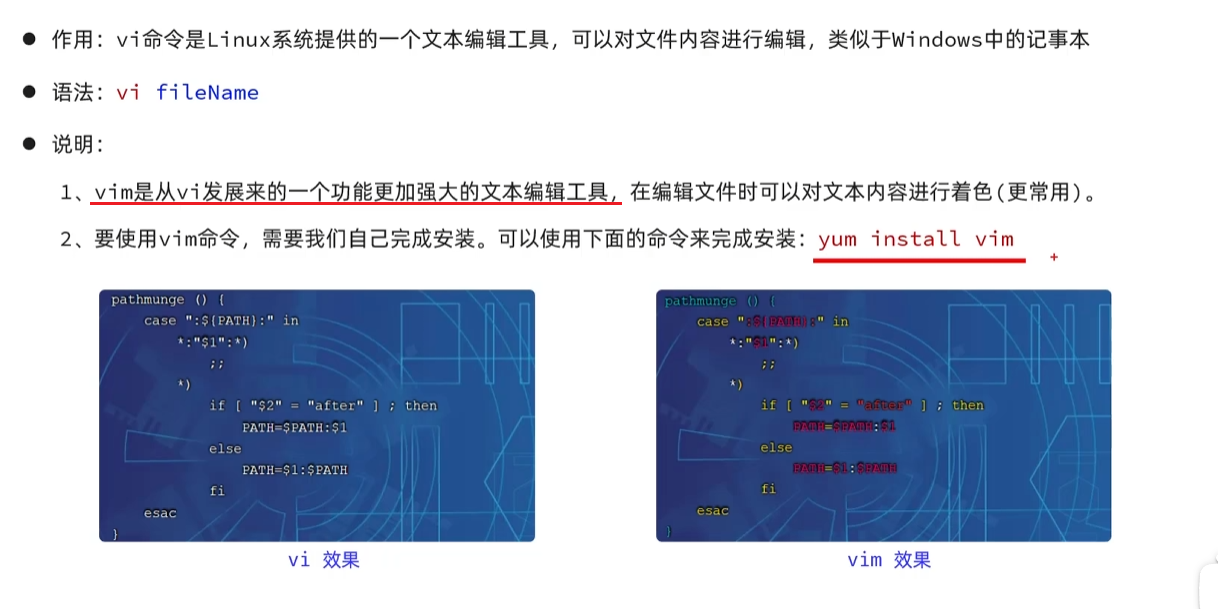 ● 作用：vi命令是Linux系统提供的一个文本编辑工具，可以对文件内容进行编辑，类似于Windows中的记事本
● 语法：vi fileName
● 说明：
1、vim是从vi发展来的一个功能更加强大的文本编辑工具，在编辑文件时可以对文本内容进行着色(更常用)。
2、要使用vim命令，需要我们自己完成安装。可以使用下面的命令来完成安装：yum install vim
pathmunge () {
case ":${PATH}:" in
*:"$1":*)
;;
*)
if [ "$2" = "after" ] ; then
PATH=$PATH:$1
else
PATH=$1:$PATH
fi
esac
}
vi 效果
pathmunge () {
case ":${PATH}:" in
*:"$1":*)
;;
*)
if [ "$2" = "after" ] ; then
PATH=$PATH:$1
else
PATH=$1:$PATH
fi
esac
}
vim 效果